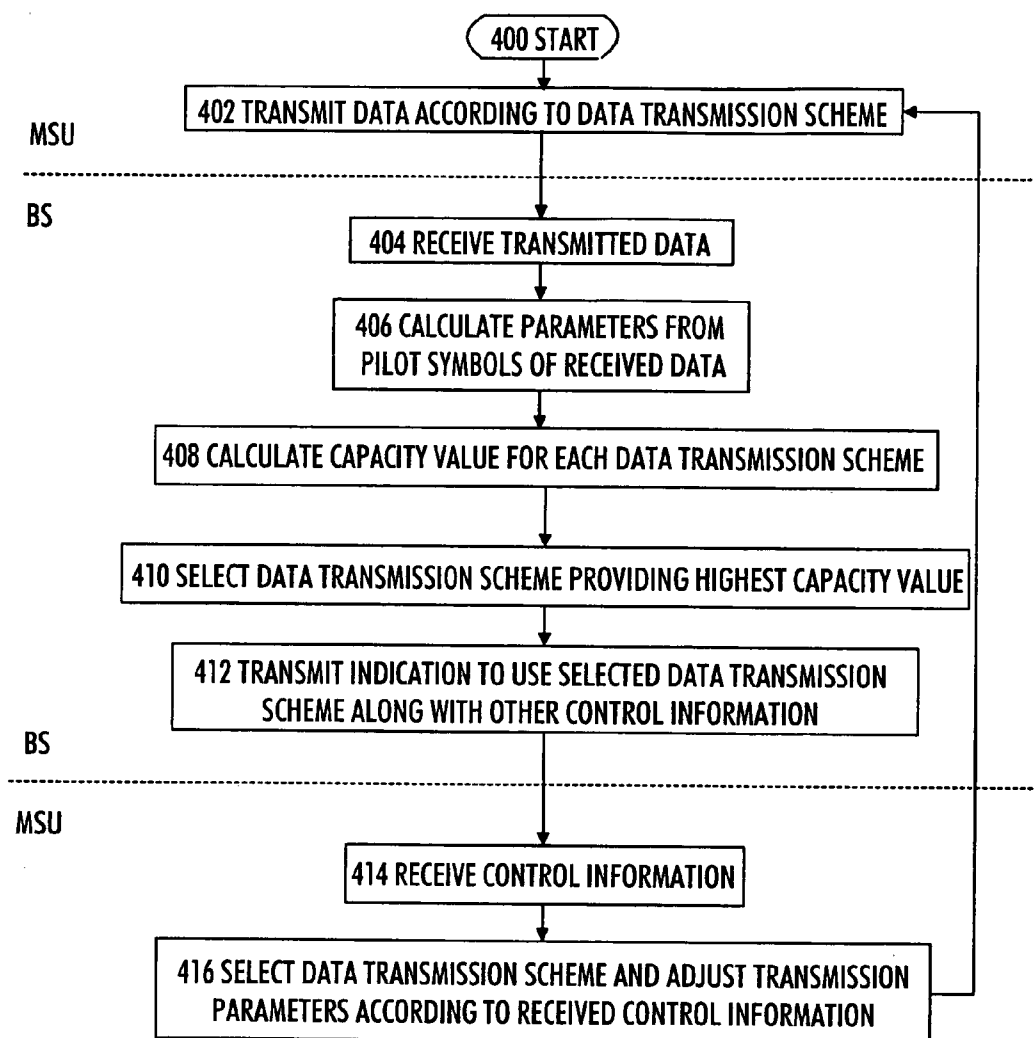 400 START
402 TRANSMIT DATA ACCORDING TO DATA TRANSMISSION SCHEME
MSU
BS
404 RECEIVE TRANSMITTED DATA
406 CALCULATE PARAMETERS FROM
PILOT SYMBOLS OF RECEIVED DATA
408 CALCULATE CAPACITY VALUE FOR EACH DATA TRANSMISSION SCHEME
410 SELECT DATA TRANSMISSION SCHEME PROVIDING HIGHEST CAPACITY VALUE
412 TRANSMIT INDICATION TO USE SELECTED DATA TRANSMISSION
SCHEME ALONG WITH OTHER CONTROL INFORMATION
BS
MSU
414 RECEIVE CONTROL INFORMATION
416 SELECT DATA TRANSMISSION SCHEME AND ADJUST TRANSMISSION
PARAMETERS ACCORDING TO RECEIVED CONTROL INFORMATION